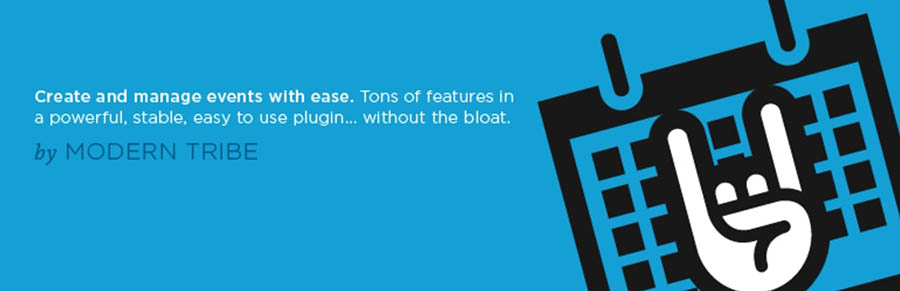 Create and manage events with ease. Tons of features in
a powerful, stable, easy to use plugin... without the bloat.
by MODERN TRIBE